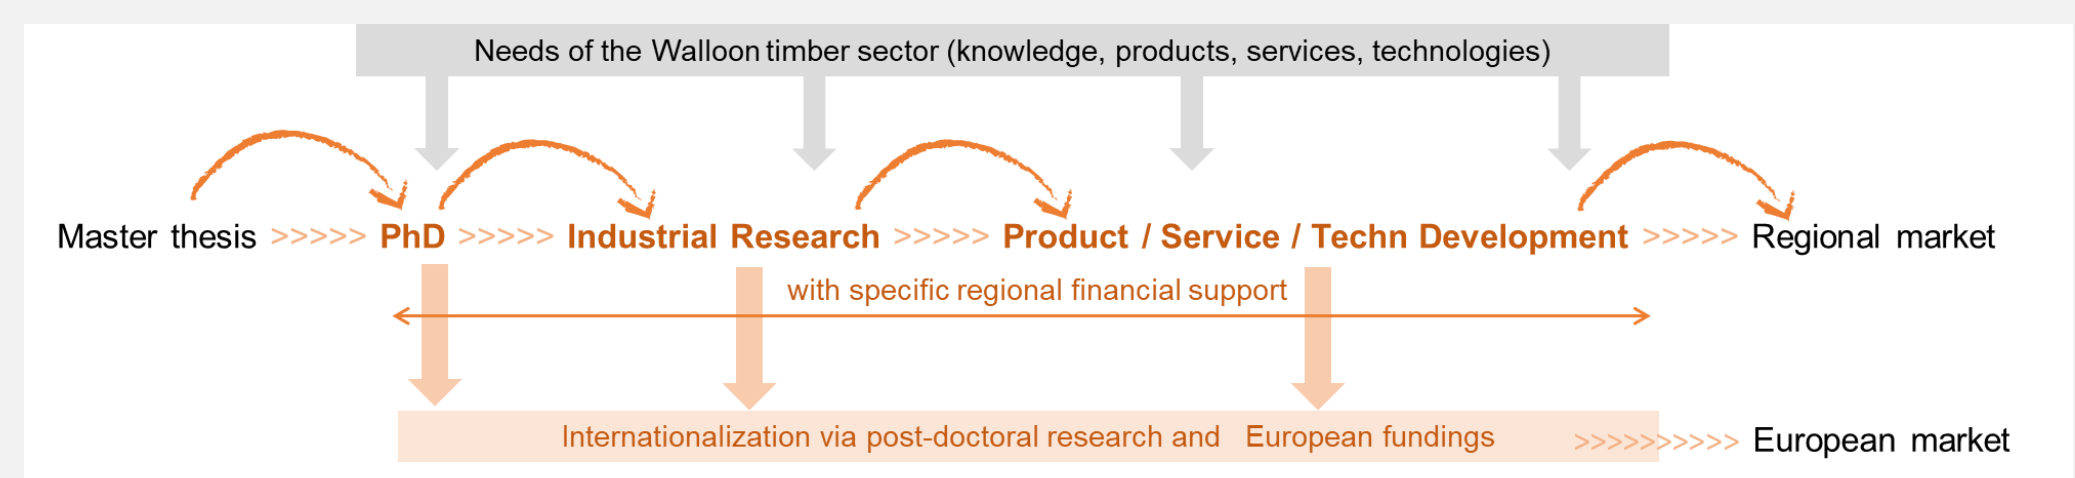 Needs of the Walloon timber sector (knowledge, products, services, technologies)
Master thesis >>>>> PhD >>>>> Industrial Research >>>>> Product / Service / Techn Development >>>>> Regional market
with specific regional financial support
Internationalization via post-doctoral research and European fundings >>>>>>>>>> European market